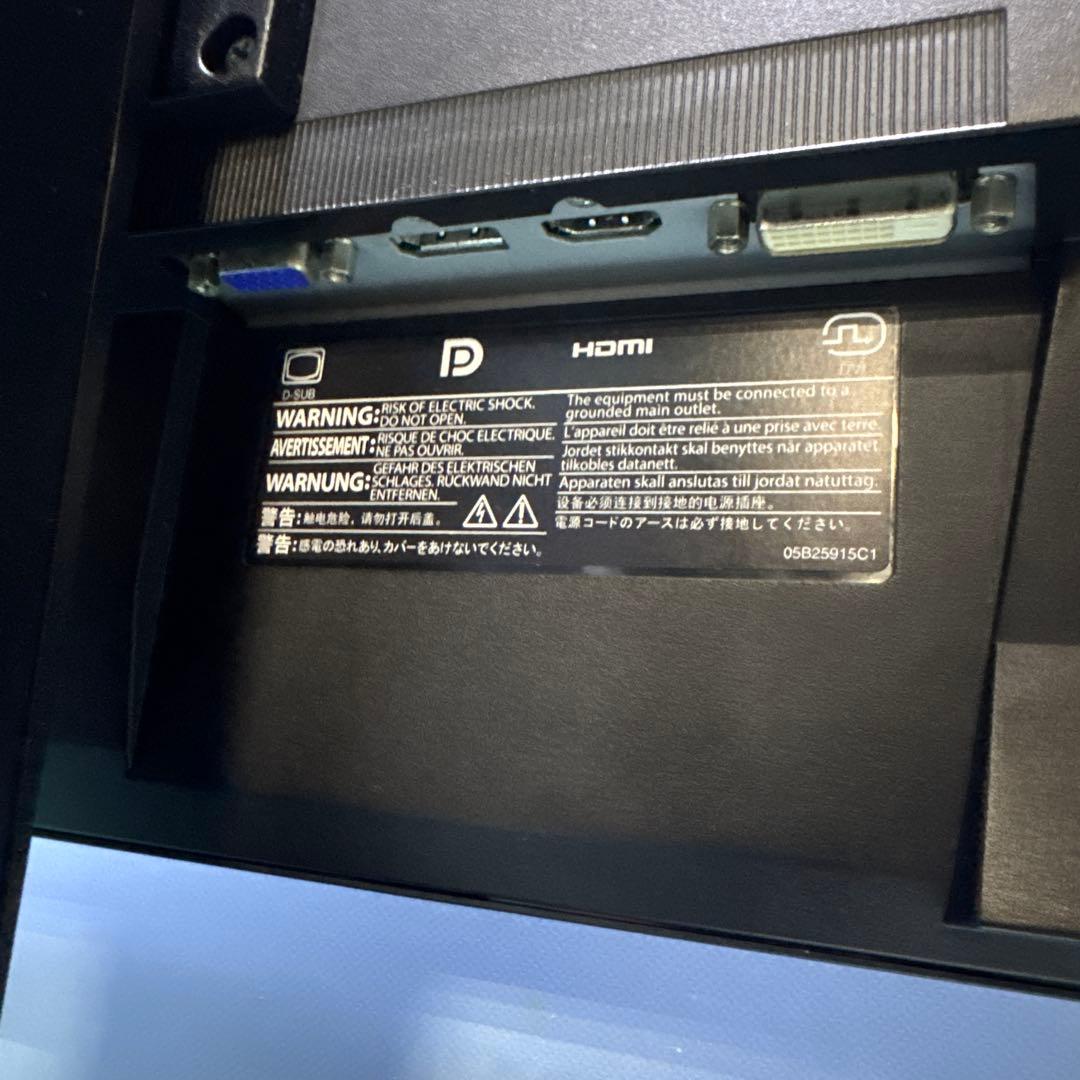 D-SUB
HDMI
WARNING: RISK OF ELECTRIC SHOCK.
DO NOT OPEN.
AVERTISSEMENT: RISQUE DE CHOC ELECTRIQUE.
NE PAS OUVRIR.
WARNUNG: GEFAHR DES ELEKTRISCHEN
SCHLAGES. RÜCKWAND NICHT
ENTFERNEN.
警告: 触电危险, 请勿打开后盖。
警告: 感電の恐れあり, カバーをあけないでください。
The equipment must be connected to a
grounded main outlet.
L'appareil doit être relié à une prise avec terre.
Jordet stikkontakt skal benyttes når apparatet
tilkobles datanett.
Apparaten skall anslutas till jordat natuttag.
设备必须连接到接地的电源插座。
電源コードのアースは必ず接地してください。
05B25915C1